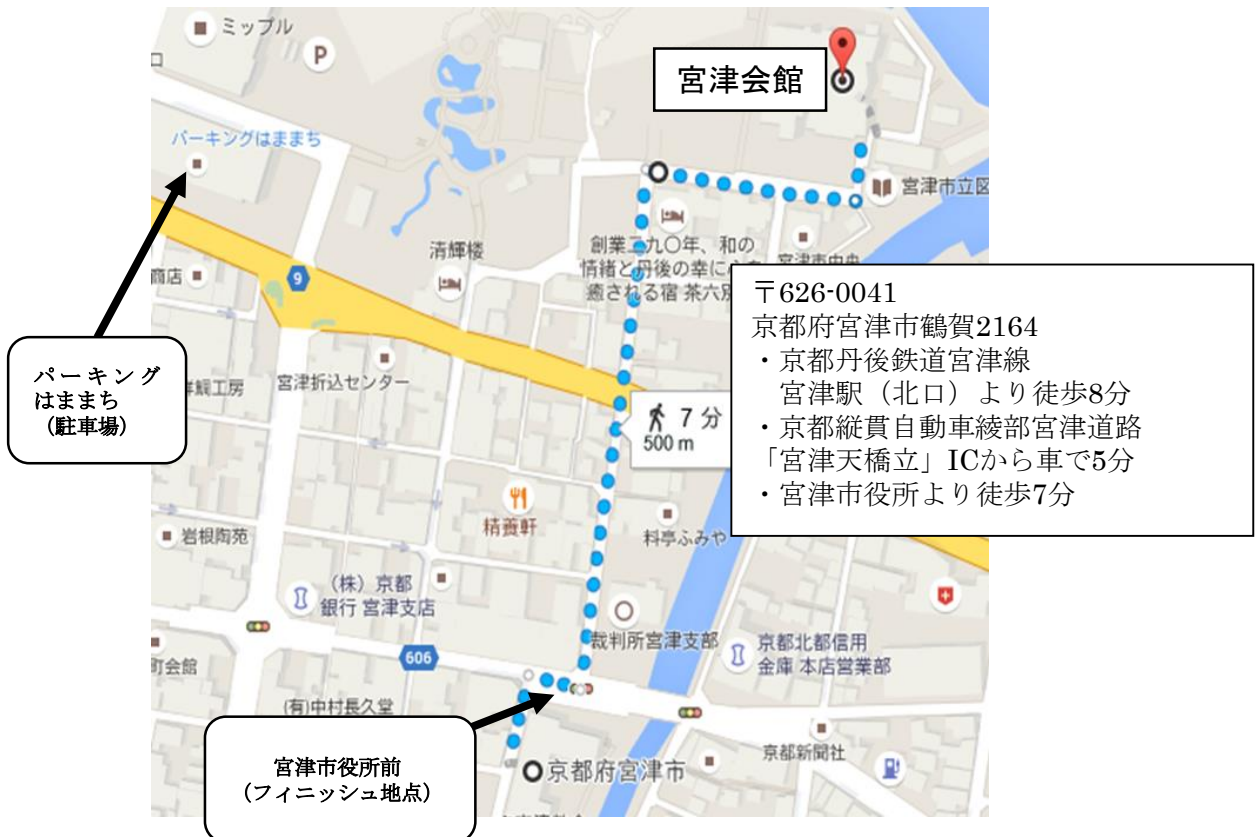 ミップル
P
宮津会館
パーキングはままち
宮津市立図
清輝楼
創業二九〇年、和の
情緒と丹後の幸に
癒される宿 茶六別
宮津市中央
商店
9
〒626-0041
京都府宮津市鶴賀2164
・京都丹後鉄道宮津線
宮津駅（北口）より徒歩8分
・京都縦貫自動車綾部宮津道路
「宮津天橋立」ICから車で5分
・宮津市役所より徒歩7分
パーキング
はままち
(駐車場)
宮津折込センター
工房
7 分
500 m
精養軒
料亭ふみや
岩根陶苑
(株) 京都
銀行 宮津支店
裁判所宮津支部
京都北都信用
金庫 本店営業部
町会館
606
(有)中村長久堂
宮津市役所前
(フィニッシュ地点)
京都府宮津市
京都新聞社